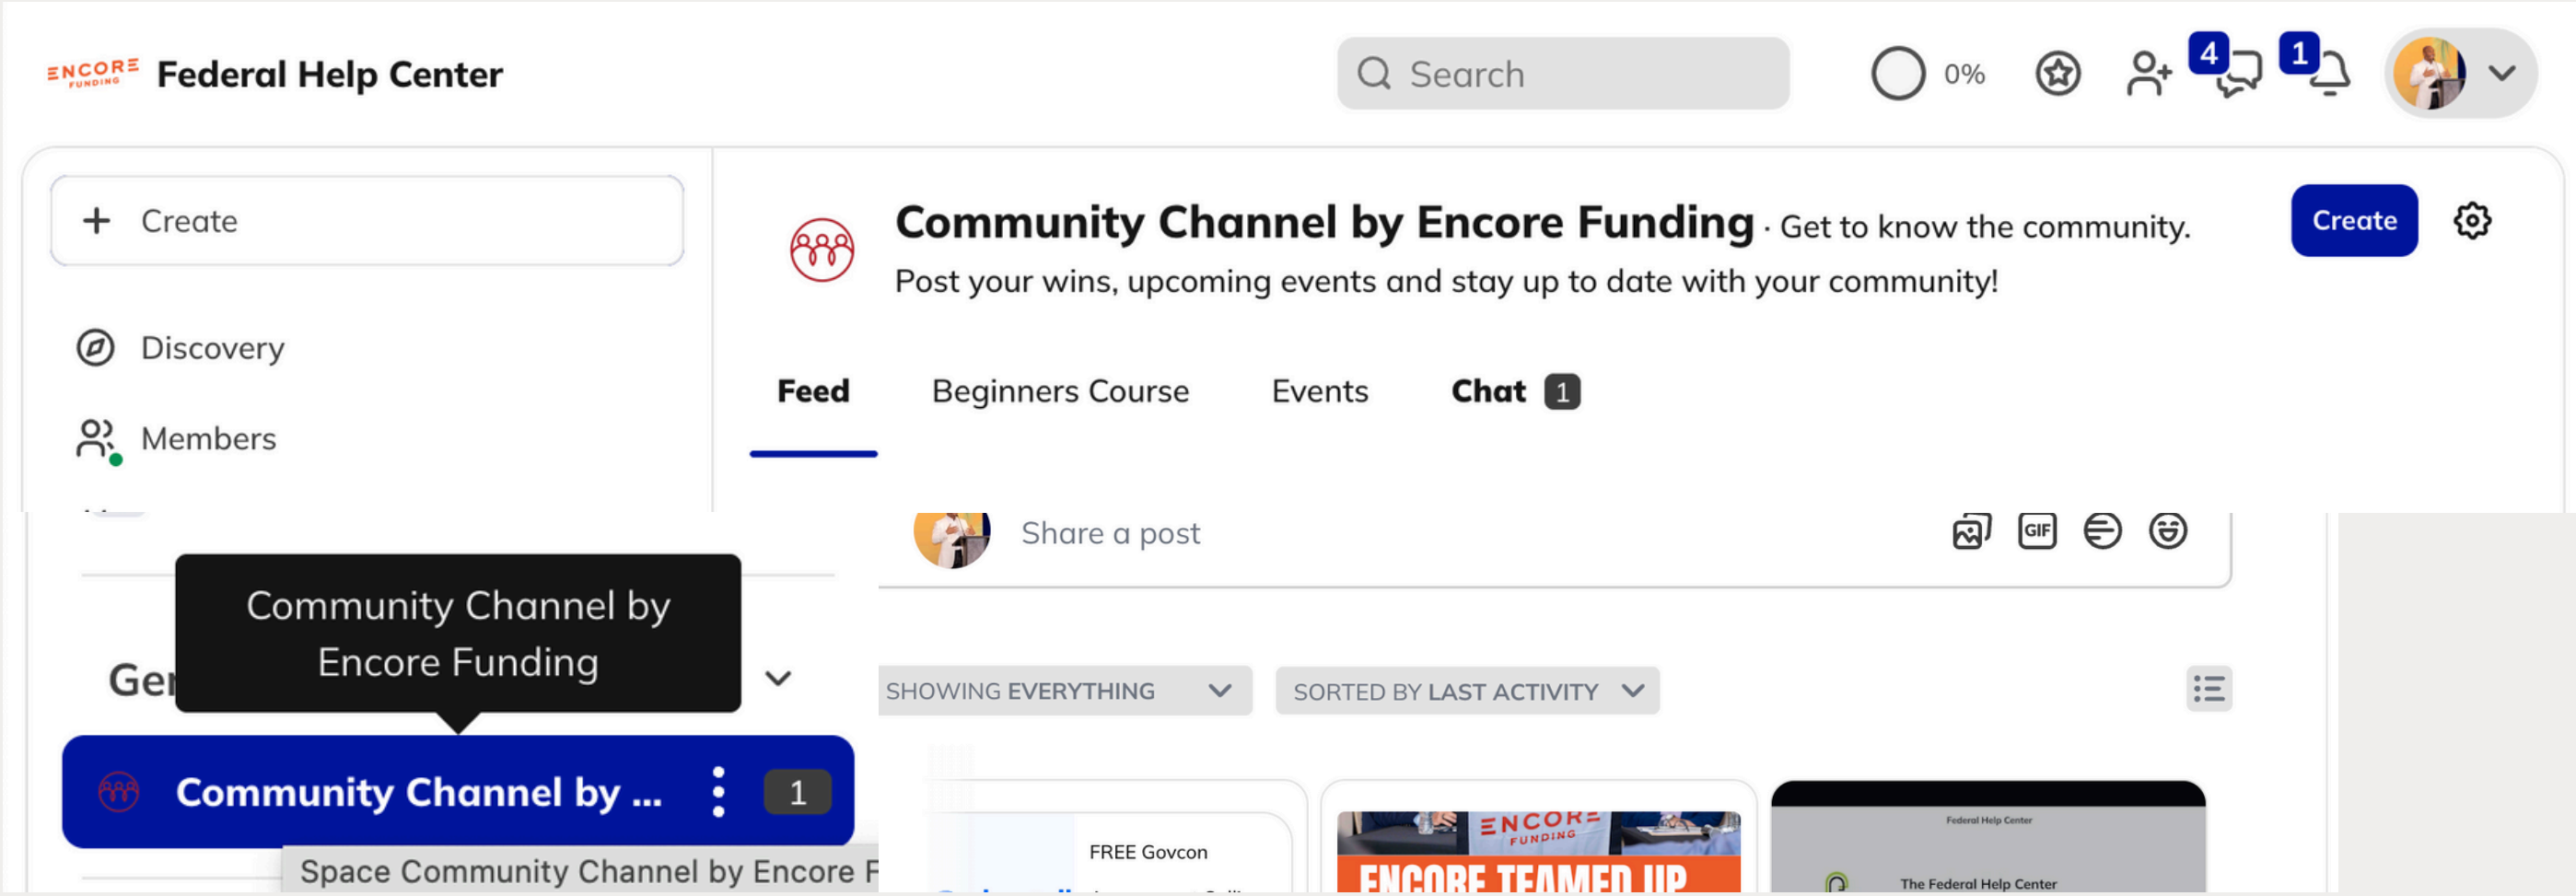 ENCORE
FUNDING
Federal Help Center
Search
0%
4
1
Create
Discovery
Members
Community Channel by Encore Funding · Get to know the community.
Post your wins, upcoming events and stay up to date with your community!
Create
Feed
Beginners Course
Events
Chat 1
Share a post
GIF
Community Channel by
Encore Funding
SHOWING EVERYTHING
SORTED BY LAST ACTIVITY
Community Channel by ...
1
Space Community Channel by Encore F
FREE Govcon
ENCORE
FUNDING
ENCORE TEAMED UP
Federal Help Center
The Federal Help Center